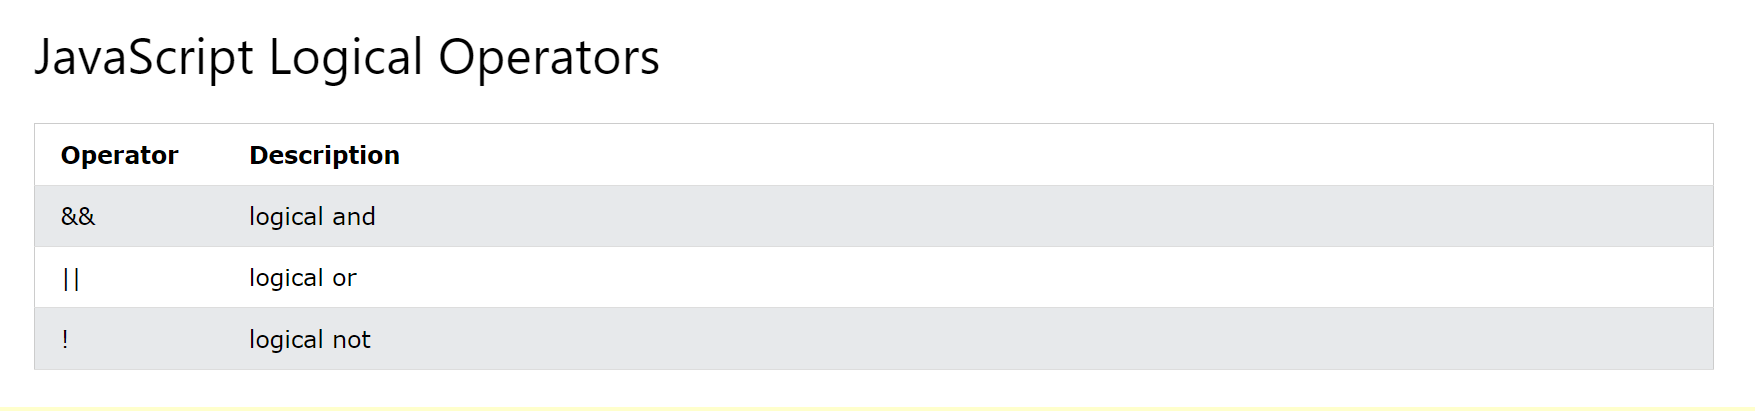 JavaScript Logical Operators
Operator Description
&& logical and
|| logical or
! logical not